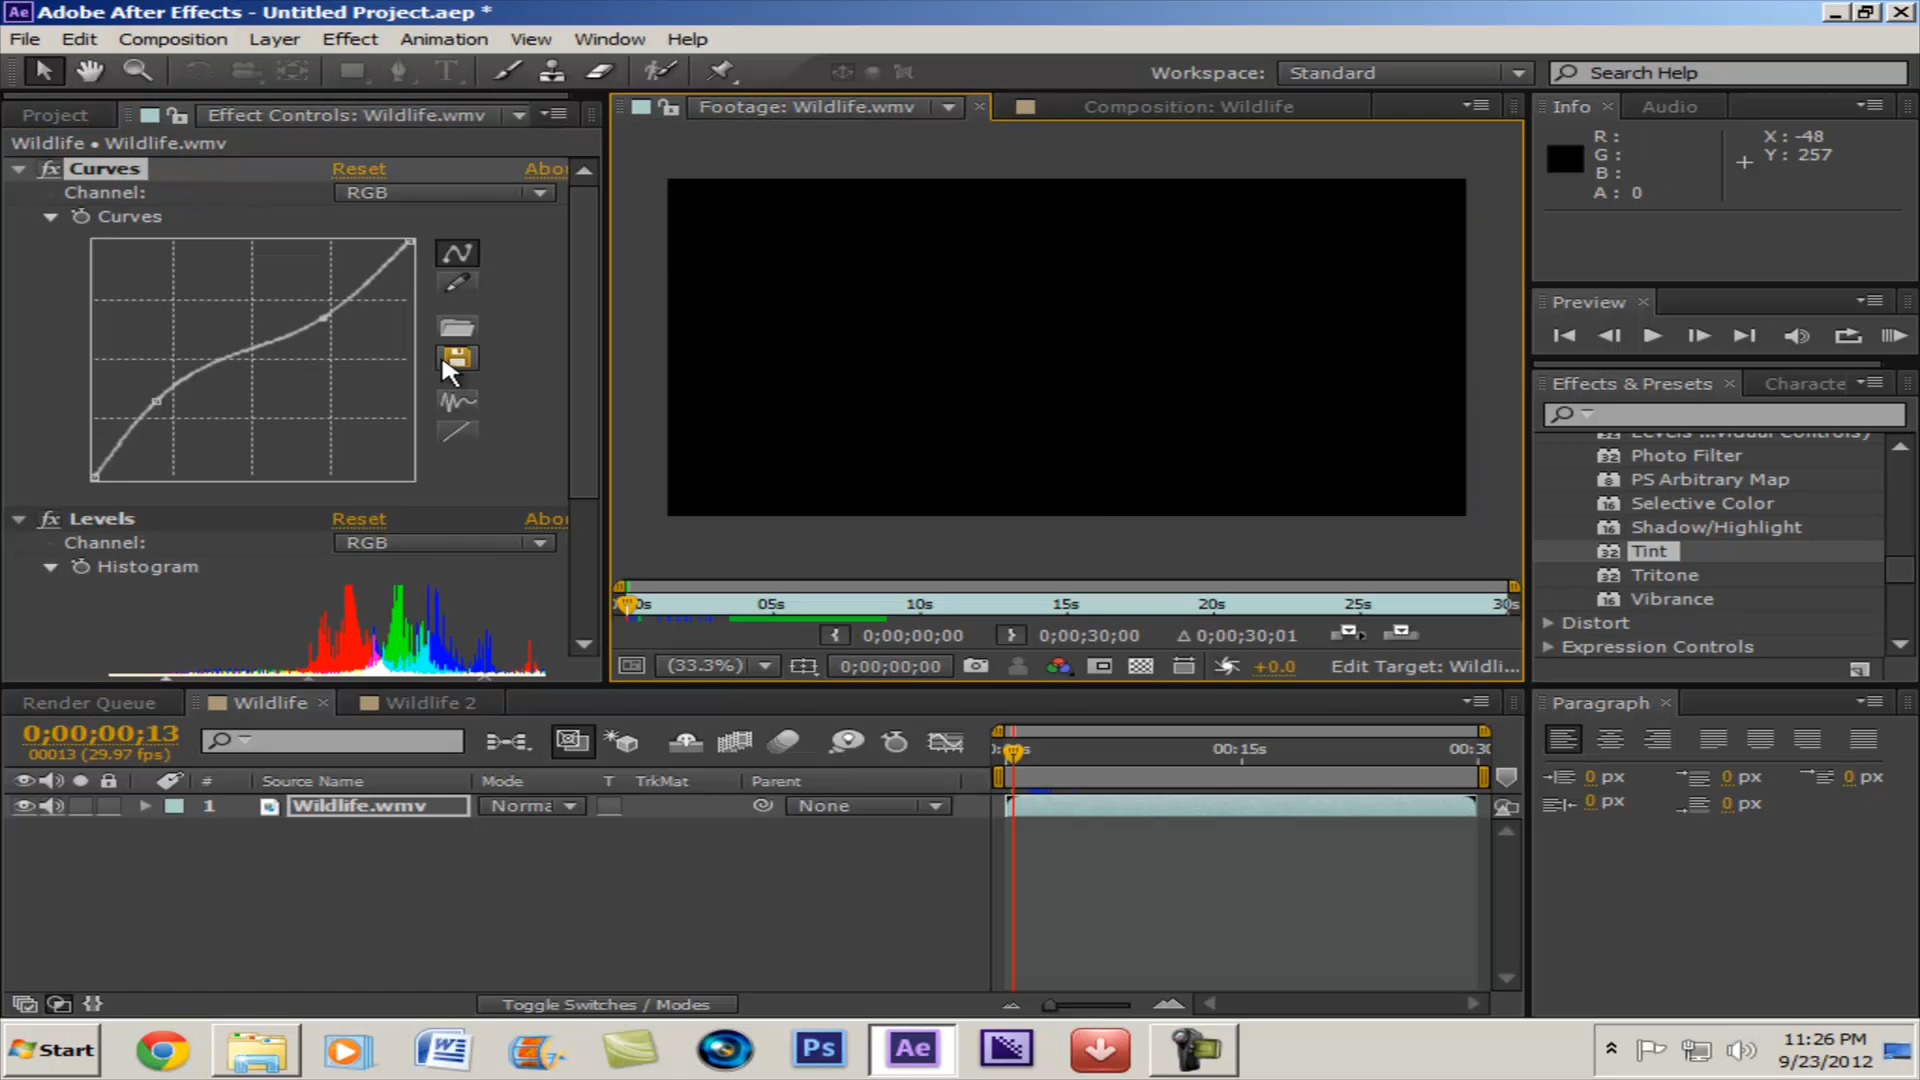 Ae Adobe After Effects - Untitled Project.aep *
File Edit Composition Layer Effect Animation View Window Help
T
Workspace: Standard Search Help
Project Effect Controls: Wildlife.wmv
Footage: Wildlife.wmv Composition: Wildlife
Info Audio
Wildlife • Wildlife.wmv
fx Curves Reset Abo
Channel: RGB
Curves
R :
G :
B :
A : 0
X : -48
Y : 257
Preview
Effects & Presets Characte
Photo Filter
PS Arbitrary Map
Selective Color
Shadow/Highlight
Tint
Tritone
Vibrance
Distort
Expression Controls
fx Levels Reset Abo
Channel: RGB
Histogram
0s 05s 10s 15s 20s 25s 30s
0;00;00;00 0;00;30;00 Δ 0;00;30;01
(33.3%) 0;00;00;00 +0.0 Edit Target: Wildli...
Render Queue Wildlife Wildlife 2
0;00;00;13
00013 (29.97 fps)
00:15s 00:30
# Source Name Mode T TrkMat Parent
1 Wildlife.wmv Norma None
Toggle Switches / Modes
Paragraph
0 px 0 px 0 px
0 px 0 px
Start Ps Ae
11:26 PM
9/23/2012